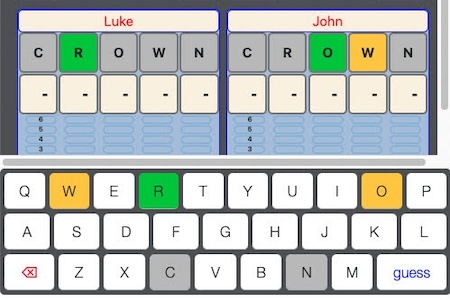 Luke John
C R O W N C R O W N
- - - - - - - - - -
6 6
5 5
4 4
3 3
Q W E R T Y U I O P
A S D F G H J K L
Z X C V B N M guess